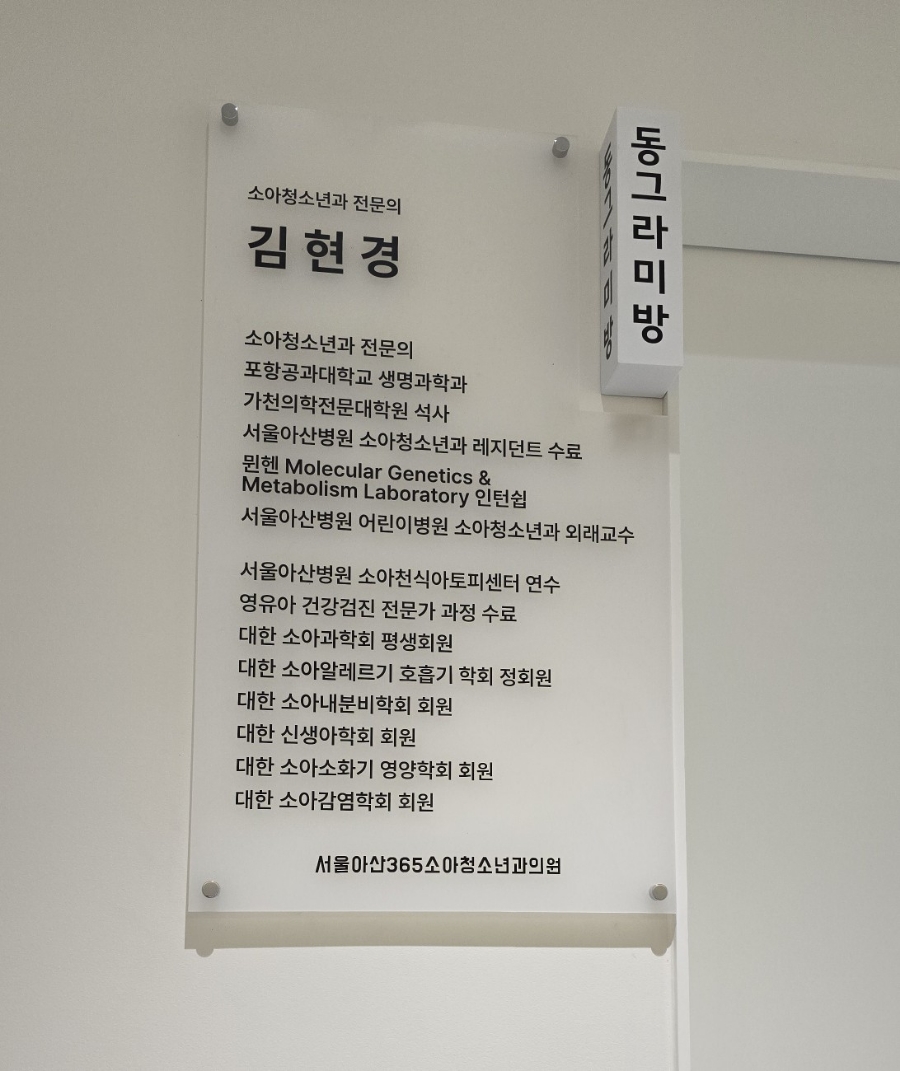 소아청소년과 전문의
김현경
소아청소년과 전문의
포항공과대학교 생명과학과
가천의학전문대학원 석사
서울아산병원 소아청소년과 레지던트 수료
뮌헨 Molecular Genetics &
Metabolism Laboratory 인턴쉽
서울아산병원 어린이병원 소아청소년과 외래교수
서울아산병원 소아천식아토피센터 연수
영유아 건강검진 전문가 과정 수료
대한 소아과학회 평생회원
대한 소아알레르기 호흡기 학회 정회원
대한 소아내분비학회 회원
대한 신생아학회 회원
대한 소아소화기 영양학회 회원
대한 소아감염학회 회원
서울아산365소아청소년과의원
동그라미방
동그라미방